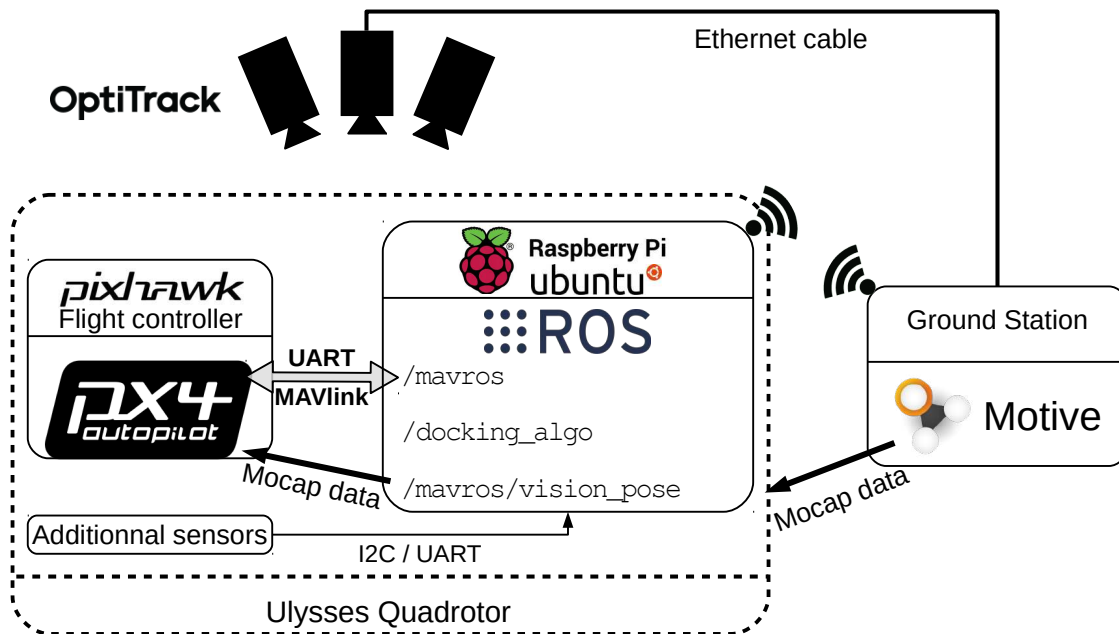 Ethernet cable
OptiTrack
Raspberry Pi
ubuntu
pixhawk
Flight controller
ROS
Ground Station
UART
MAVlink
/mavros
px4
autopilot
/docking_algo
Motive
Mocap data
/mavros/vision_pose
Mocap data
Additionnal sensors
I2C / UART
Ulysses Quadrotor